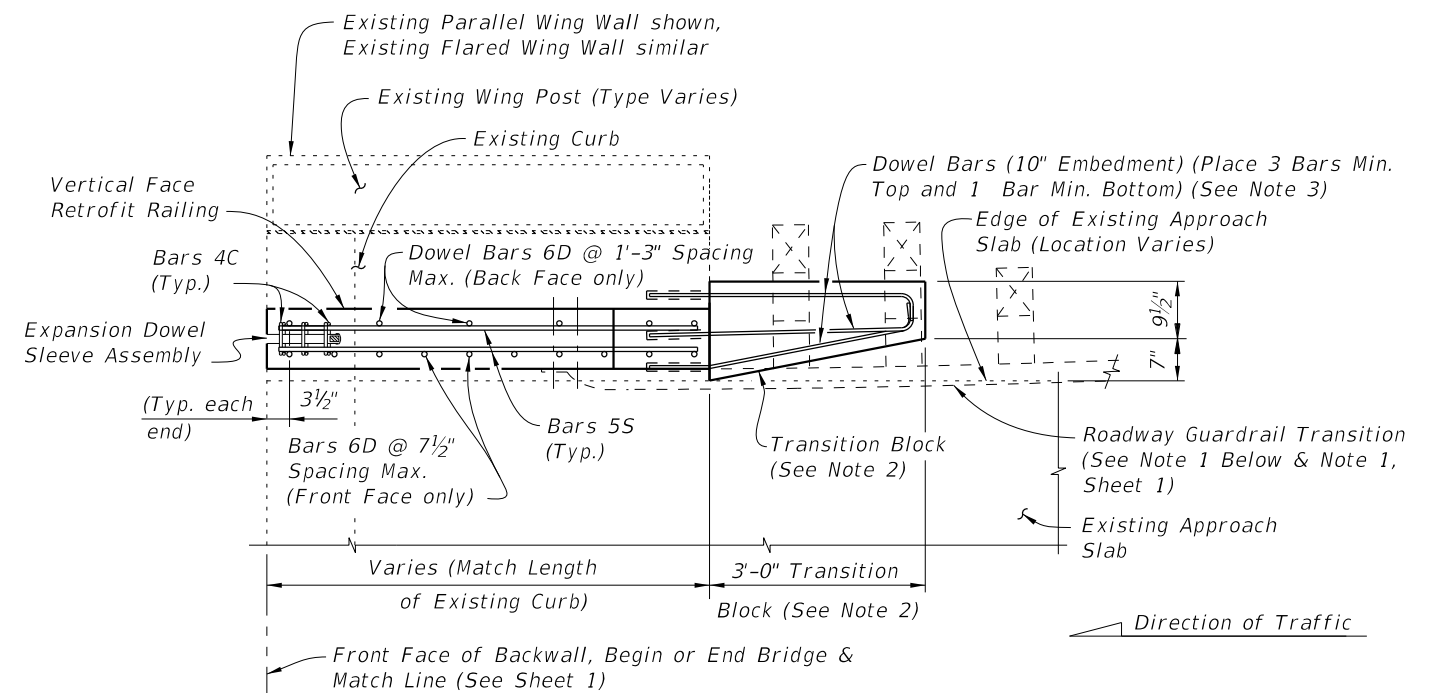 Existing Parallel Wing Wall shown,
Existing Flared Wing Wall similar
Existing Wing Post (Type Varies)
Existing Curb
Dowel Bars (10" Embedment) (Place 3 Bars Min.
Top and 1 Bar Min. Bottom) (See Note 3)
Vertical Face
Retrofit Railing
Edge of Existing Approach
Slab (Location Varies)
Bars 4C
(Typ.)
Dowel Bars 6D @ 1'-3" Spacing
Max. (Back Face only)
Expansion Dowel
Sleeve Assembly
9½"
7"
(Typ. each
end)
3½"
Bars 6D @ 7½"
Spacing Max.
(Front Face only)
Bars 5S
(Typ.)
Transition Block
(See Note 2)
Roadway Guardrail Transition
(See Note 1 Below & Note 1,
Sheet 1)
Existing Approach
Slab
Varies (Match Length
of Existing Curb)
3'-0" Transition
Block (See Note 2)
Direction of Traffic
Front Face of Backwall, Begin or End Bridge &
Match Line (See Sheet 1)